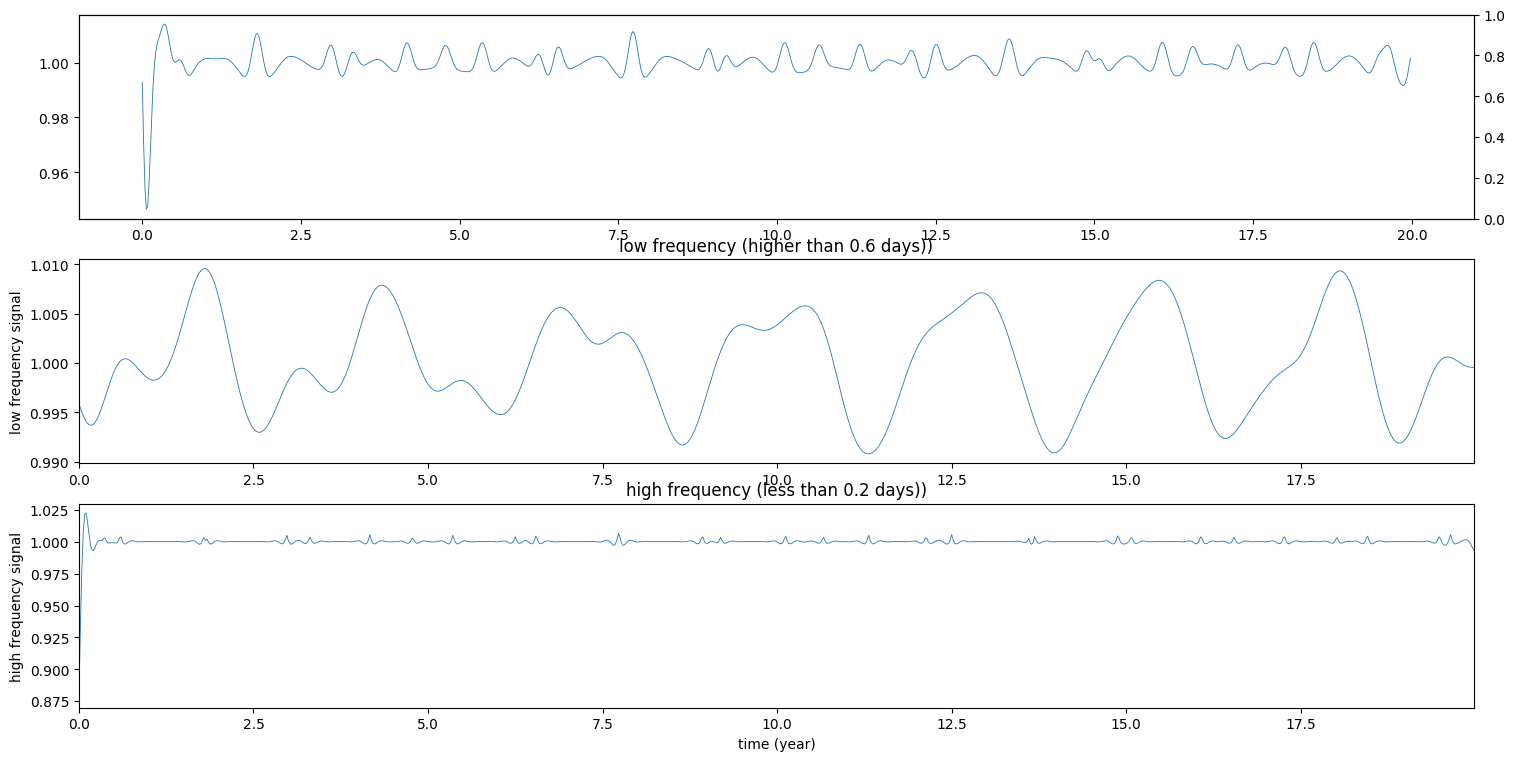 1.00
0.98
0.96
1.0
0.8
0.6
0.4
0.2
0.0
0.0 2.5 5.0 7.5 10.0 12.5 15.0 17.5 20.0
low frequency (higher than 0.6 days))
low frequency signal
1.010
1.005
1.000
0.995
0.990
0.0 2.5 5.0 7.5 10.0 12.5 15.0 17.5
high frequency (less than 0.2 days))
high frequency signal
1.025
1.000
0.975
0.950
0.925
0.900
0.875
0.0 2.5 5.0 7.5 10.0 12.5 15.0 17.5
time (year)